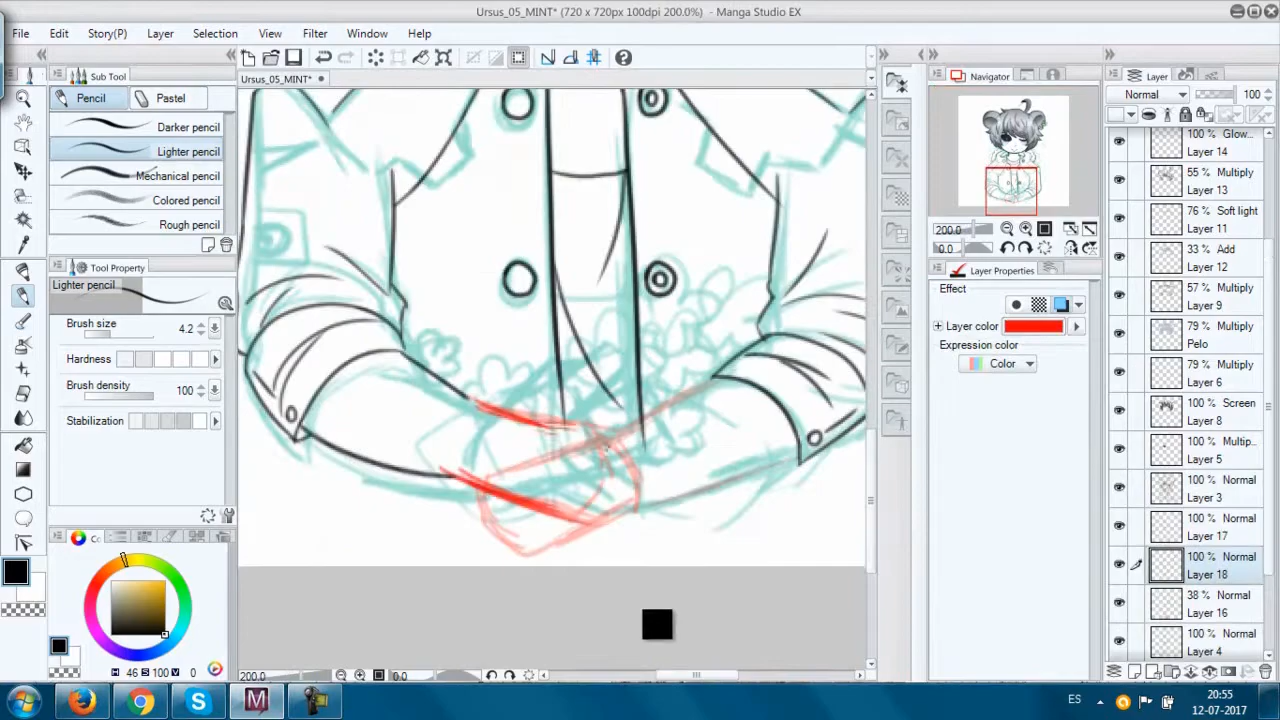 Ursus_05_MINT* (720 x 720px 100dpi 200.0%) - Manga Studio EX
File Edit Story(P) Layer Selection View Filter Window Help
Ursus_05_MINT*
Sub Tool
Pencil Pastel
Darker pencil
Lighter pencil
Mechanical pencil
Colored pencil
Rough pencil
Tool Property
Lighter pencil
Brush size 4.2
Hardness
Brush density 100
Stabilization
Cc
H 46 S 100 V 0
200.0 0.0
Navigator
200.0
0.0
Layer Properties
Effect
Layer color
Expression color
Color
Layer
Normal 100
100 % Glow...
Layer 14
55 % Multiply
Layer 13
76 % Soft light
Layer 11
33 % Add
Layer 12
57 % Multiply
Layer 9
79 % Multiply
Pelo
79 % Multiply
Layer 6
100 % Screen
Layer 8
100 % Multip...
Layer 5
100 % Normal
Layer 3
100 % Normal
Layer 17
100 % Normal
Layer 18
38 % Normal
Layer 16
100 % Normal
Layer 4
ES
20:55
12-07-2017